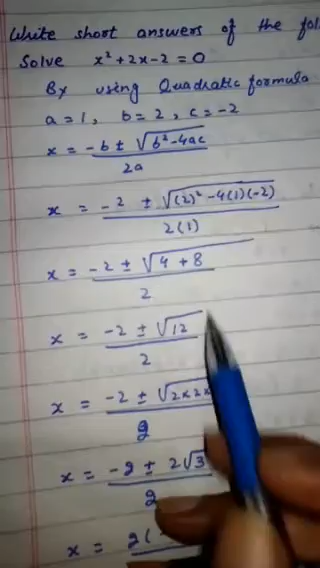 Write short answers of the
Solve x² + 2x - 2 = 0
By using Quadratic formula
a = 1, b = 2, c = -2
x = -b ± √b² - 4ac / 2a
x = -2 ± √(2)² - 4(1)(-2) / 2(1)
x = -2 ± √4 + 8 / 2
x = -2 ± √12 / 2
x = -2 ± √2×2× / 2
x = -2 ± 2√3 / 2
x = 2(-